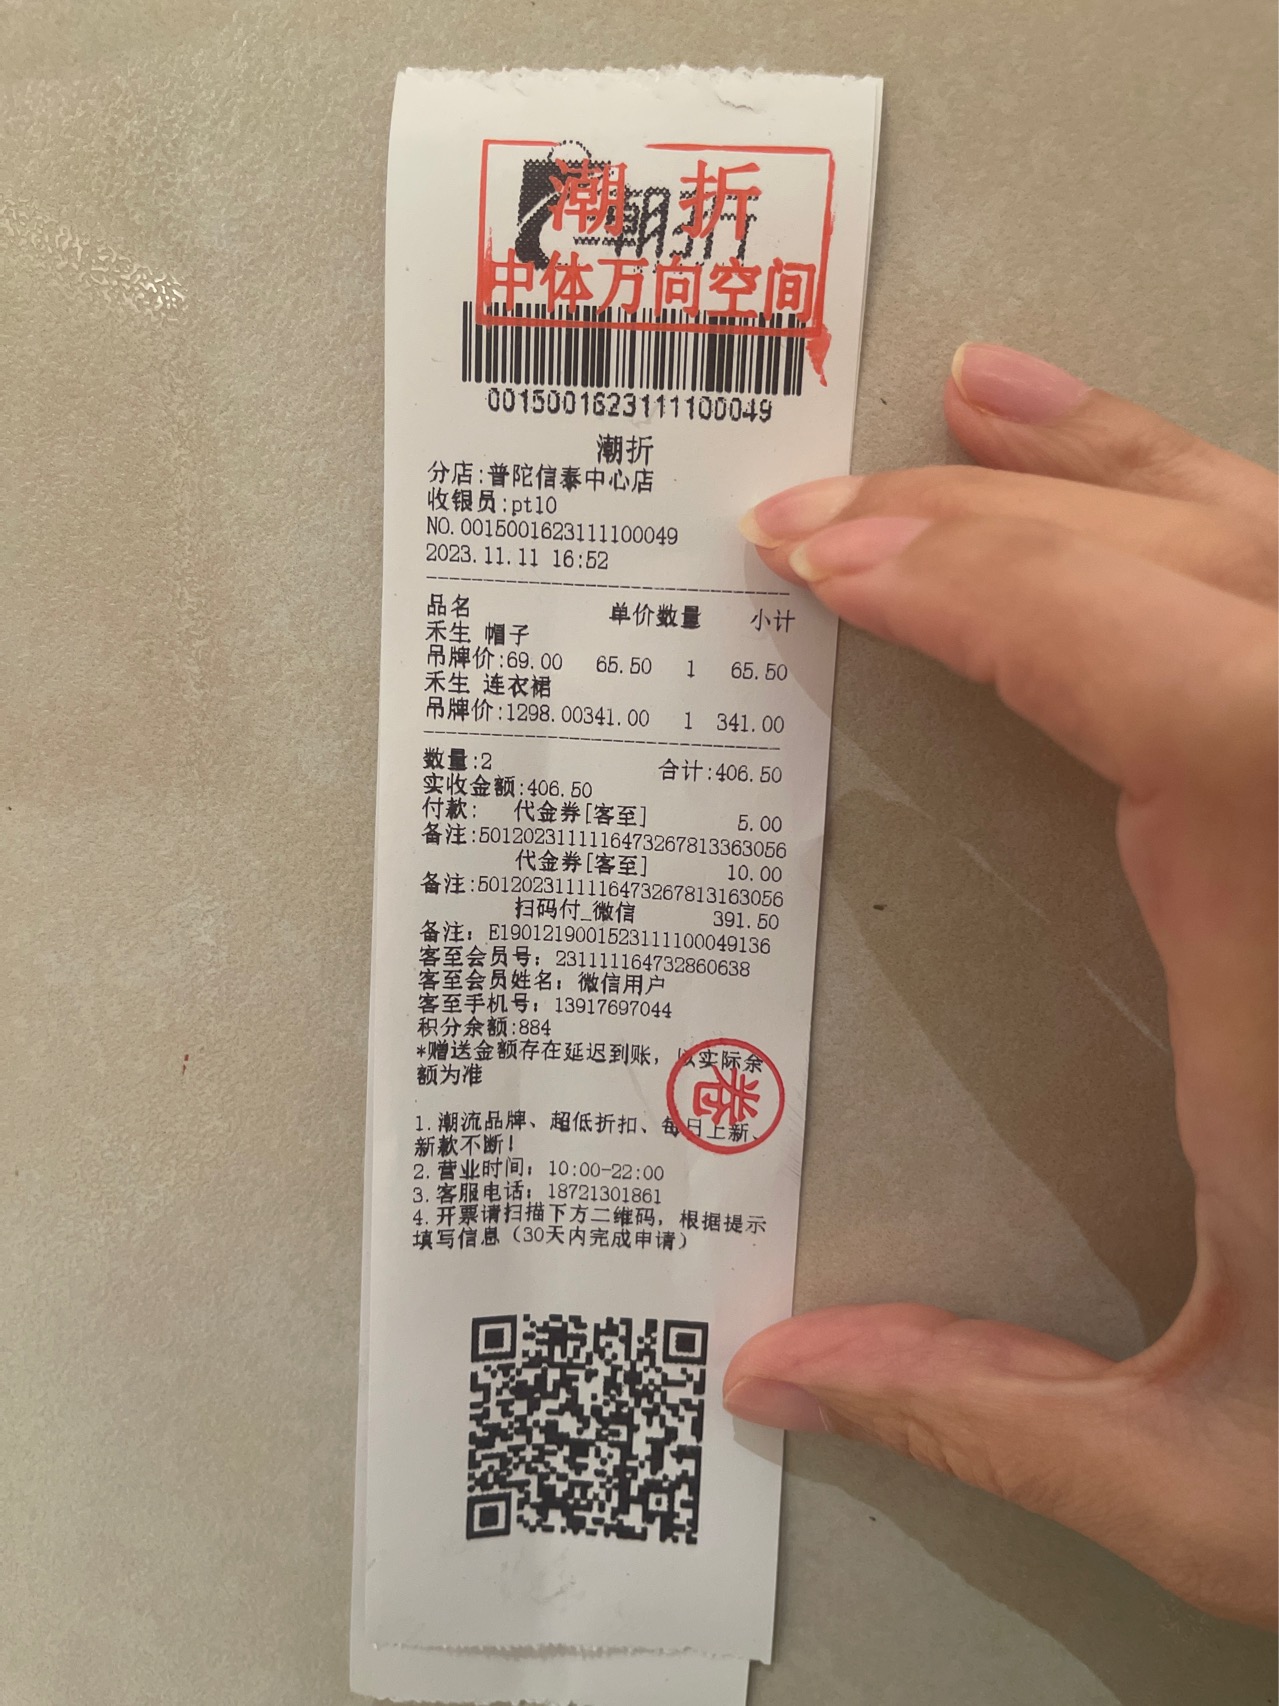 潮折
潮 折
中体万向空间
0015001623111100049
潮折
分店:普陀信泰中心店
收银员:pt10
NO.0015001623111100049
2023.11.11 16:52
品名 单价数量 小计
禾生 帽子
吊牌价:69.00 65.50 1 65.50
禾生 连衣裙
吊牌价:1298.00341.00 1 341.00
数量:2 合计:406.50
实收金额:406.50
付款: 代金券[客至] 5.00
备注:5012023111111647326781336​3056
代金券[客至] 10.00
备注:50120231111116473267813163056
扫码付_微信 391.50
备注: E19012190015231111000491​36
客至会员号: 231111164732860638
客至会员姓名: 微信用户
客至手机号: 13917697044
积分余额:884
*赠送金额存在延迟到账, 以实际余
额为准
卷
1.潮流品牌、超低折扣、每日上新、
新款不断!
2.营业时间: 10:00-22:00
3.客服电话: 18721301861
4.开票请扫描下方二维码, 根据提示
填写信息(30天内完成申请)